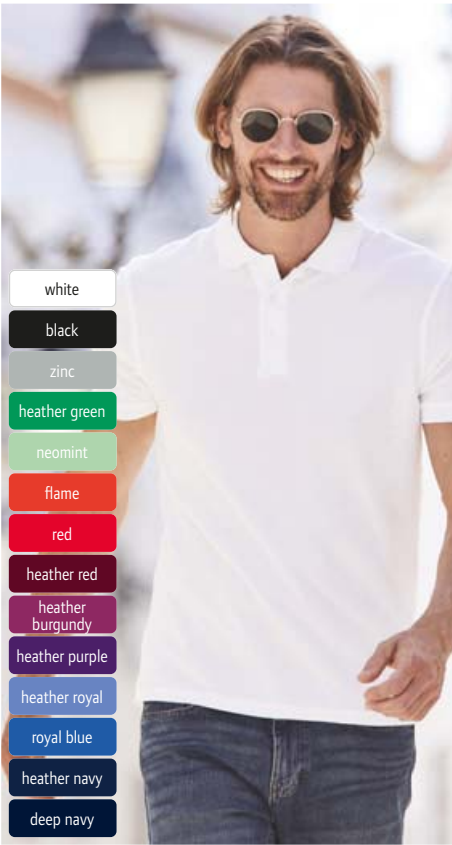 white
black
zinc
heather green
neomint
flame
red
heather red
heather
burgundy
heather purple
heather royal
royal blue
heather navy
deep navy